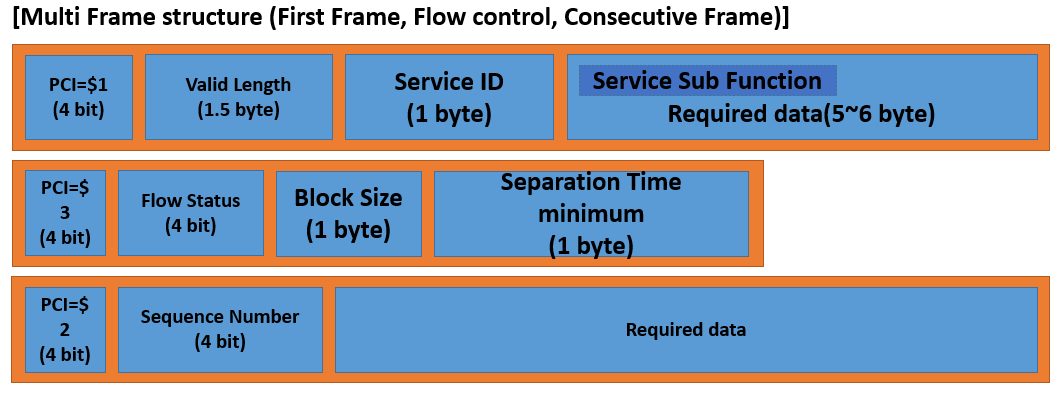 [Multi Frame structure (First Frame, Flow control, Consecutive Frame)]
PCI=$1
(4 bit)
Valid Length
(1.5 byte)
Service ID
(1 byte)
Service Sub Function
Required data(5~6 byte)
PCI=$
3
(4 bit)
Flow Status
(4 bit)
Block Size
(1 byte)
Separation Time
minimum
(1 byte)
PCI=$
2
(4 bit)
Sequence Number
(4 bit)
Required data